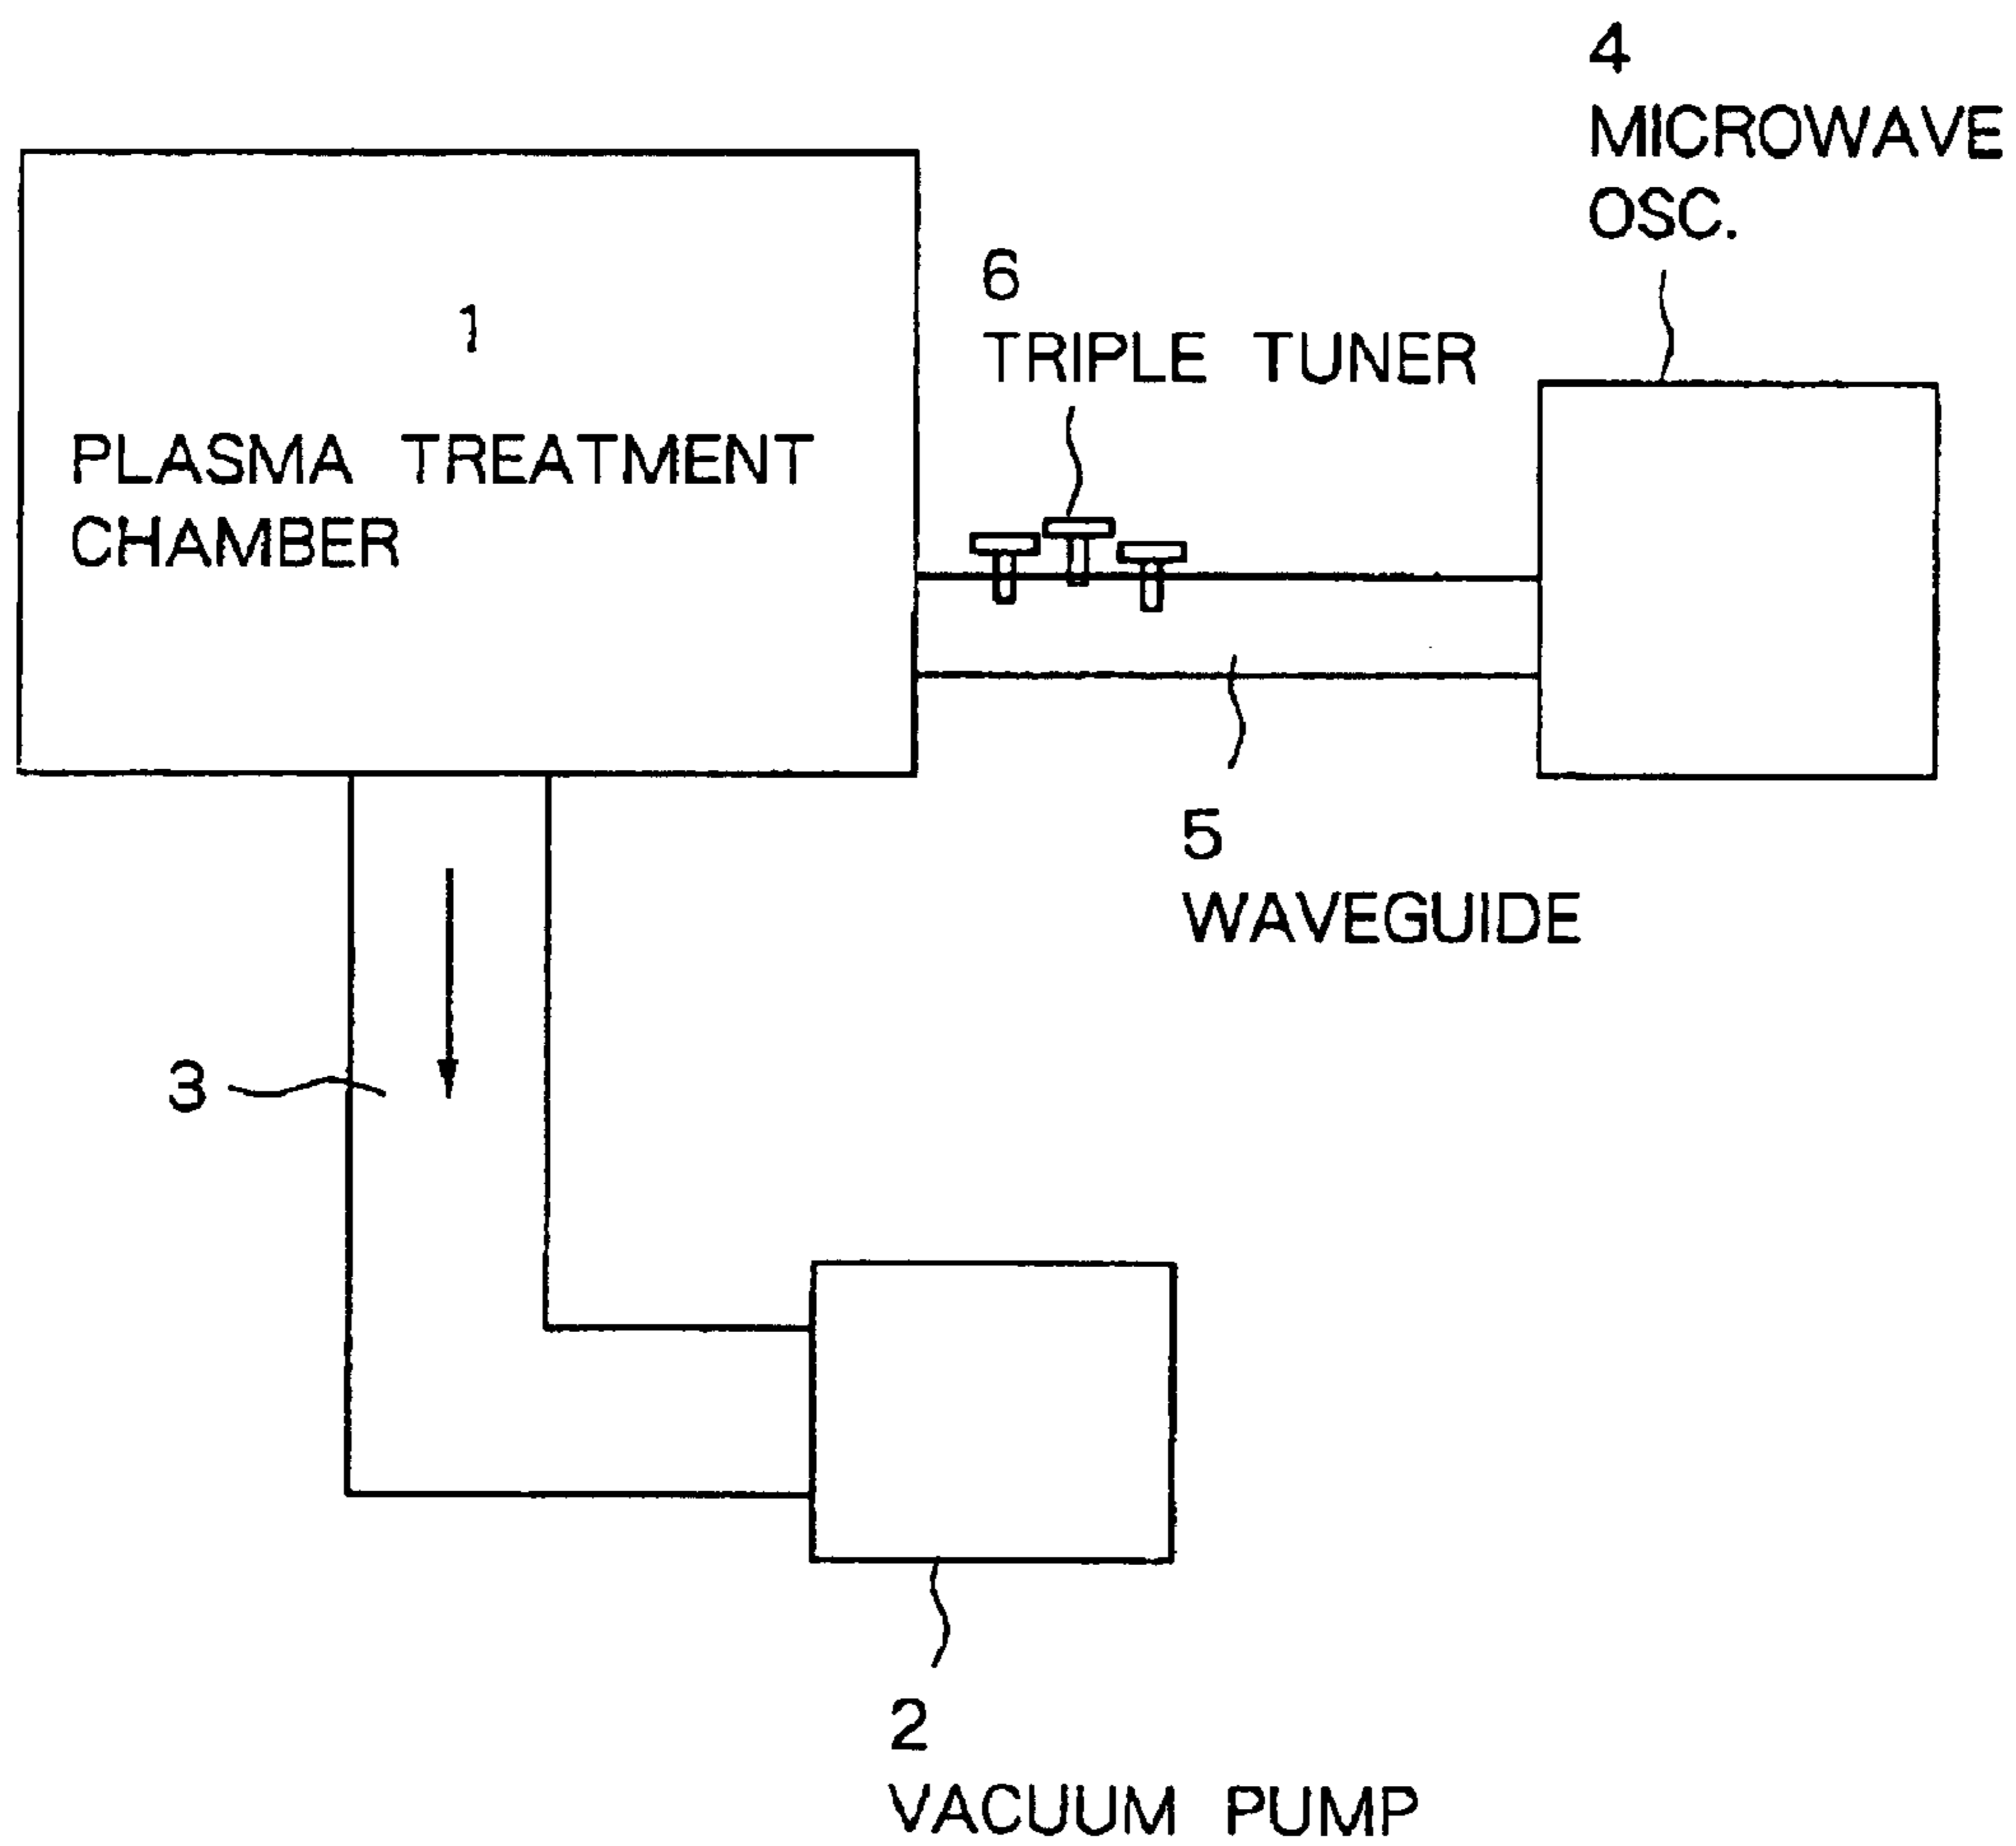 4
MICROWAVE
OSC.
6
TRIPLE TUNER
1
PLASMA TREATMENT
CHAMBER
5
WAVEGUIDE
3
2
VACUUM PUMP